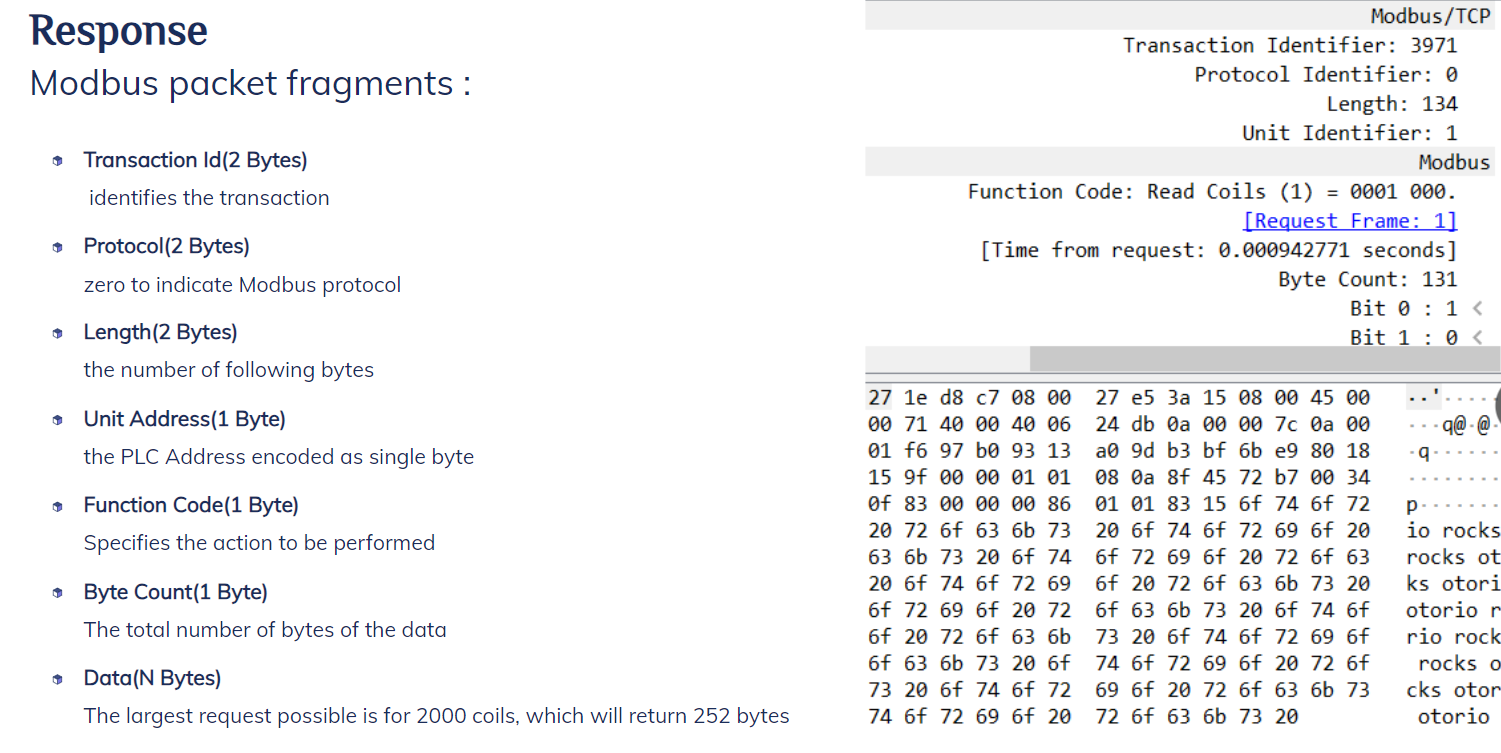 Response
Modbus packet fragments :
Transaction Id(2 Bytes)
identifies the transaction
Protocol(2 Bytes)
zero to indicate Modbus protocol
Length(2 Bytes)
the number of following bytes
Unit Address(1 Byte)
the PLC Address encoded as single byte
Function Code(1 Byte)
Specifies the action to be performed
Byte Count(1 Byte)
The total number of bytes of the data
Data(N Bytes)
The largest request possible is for 2000 coils, which will return 252 bytes
Modbus/TCP
Transaction Identifier: 3971
Protocol Identifier: 0
Length: 134
Unit Identifier: 1
Modbus
Function Code: Read Coils (1) = 0001 000.
[Request Frame: 1]
[Time from request: 0.000942771 seconds]
Byte Count: 131
Bit 0 : 1 <
Bit 1 : 0 <
27 1e d8 c7 08 00 27 e5 3a 15 08 00 45 00 ··'·····
00 71 40 00 40 06 24 db 0a 00 00 7c 0a 00 ···q@·@·
01 f6 97 b0 93 13 a0 9d b3 bf 6b e9 80 18 ·q······
15 9f 00 00 01 01 08 0a 8f 45 72 b7 00 34 ········
0f 83 00 00 00 86 01 01 83 15 6f 74 6f 72 p·······
20 72 6f 63 6b 73 20 6f 74 6f 72 69 6f 20 io rocks
63 6b 73 20 6f 74 6f 72 69 6f 20 72 6f 63 rocks ot
20 6f 74 6f 72 69 6f 20 72 6f 63 6b 73 20 ks otori
6f 72 69 6f 20 72 6f 63 6b 73 20 6f 74 6f otorio r
6f 20 72 6f 63 6b 73 20 6f 74 6f 72 69 6f rio rock
6f 63 6b 73 20 6f 74 6f 72 69 6f 20 72 6f rocks o
73 20 6f 74 6f 72 69 6f 20 72 6f 63 6b 73 cks otor
74 6f 72 69 6f 20 72 6f 63 6b 73 20 otorio